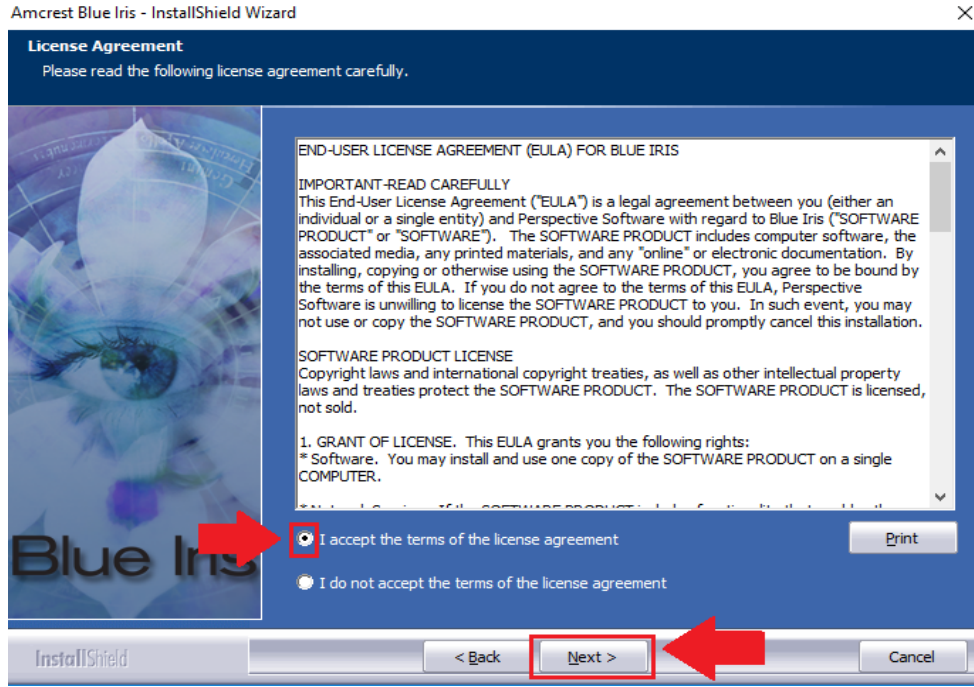 Amcrest Blue Iris - InstallShield Wizard
License Agreement
Please read the following license agreement carefully.
END-USER LICENSE AGREEMENT (EULA) FOR BLUE IRIS
IMPORTANT-READ CAREFULLY
This End-User License Agreement ("EULA") is a legal agreement between you (either an
individual or a single entity) and Perspective Software with regard to Blue Iris ("SOFTWARE
PRODUCT" or "SOFTWARE").   The SOFTWARE PRODUCT includes computer software, the
associated media, any printed materials, and any "online" or electronic documentation.  By
installing, copying or otherwise using the SOFTWARE PRODUCT, you agree to be bound by
the terms of this EULA.  If you do not agree to the terms of this EULA, Perspective
Software is unwilling to license the SOFTWARE PRODUCT to you.  In such event, you may
not use or copy the SOFTWARE PRODUCT, and you should promptly cancel this installation.
SOFTWARE PRODUCT LICENSE
Copyright laws and international copyright treaties, as well as other intellectual property
laws and treaties protect the SOFTWARE PRODUCT.  The SOFTWARE PRODUCT is licensed,
not sold.
1. GRANT OF LICENSE.  This EULA grants you the following rights:
* Software.  You may install and use one copy of the SOFTWARE PRODUCT on a single
COMPUTER.
I accept the terms of the license agreement
Print
Blue Iris
I do not accept the terms of the license agreement
InstallShield
< Back
Next >
Cancel